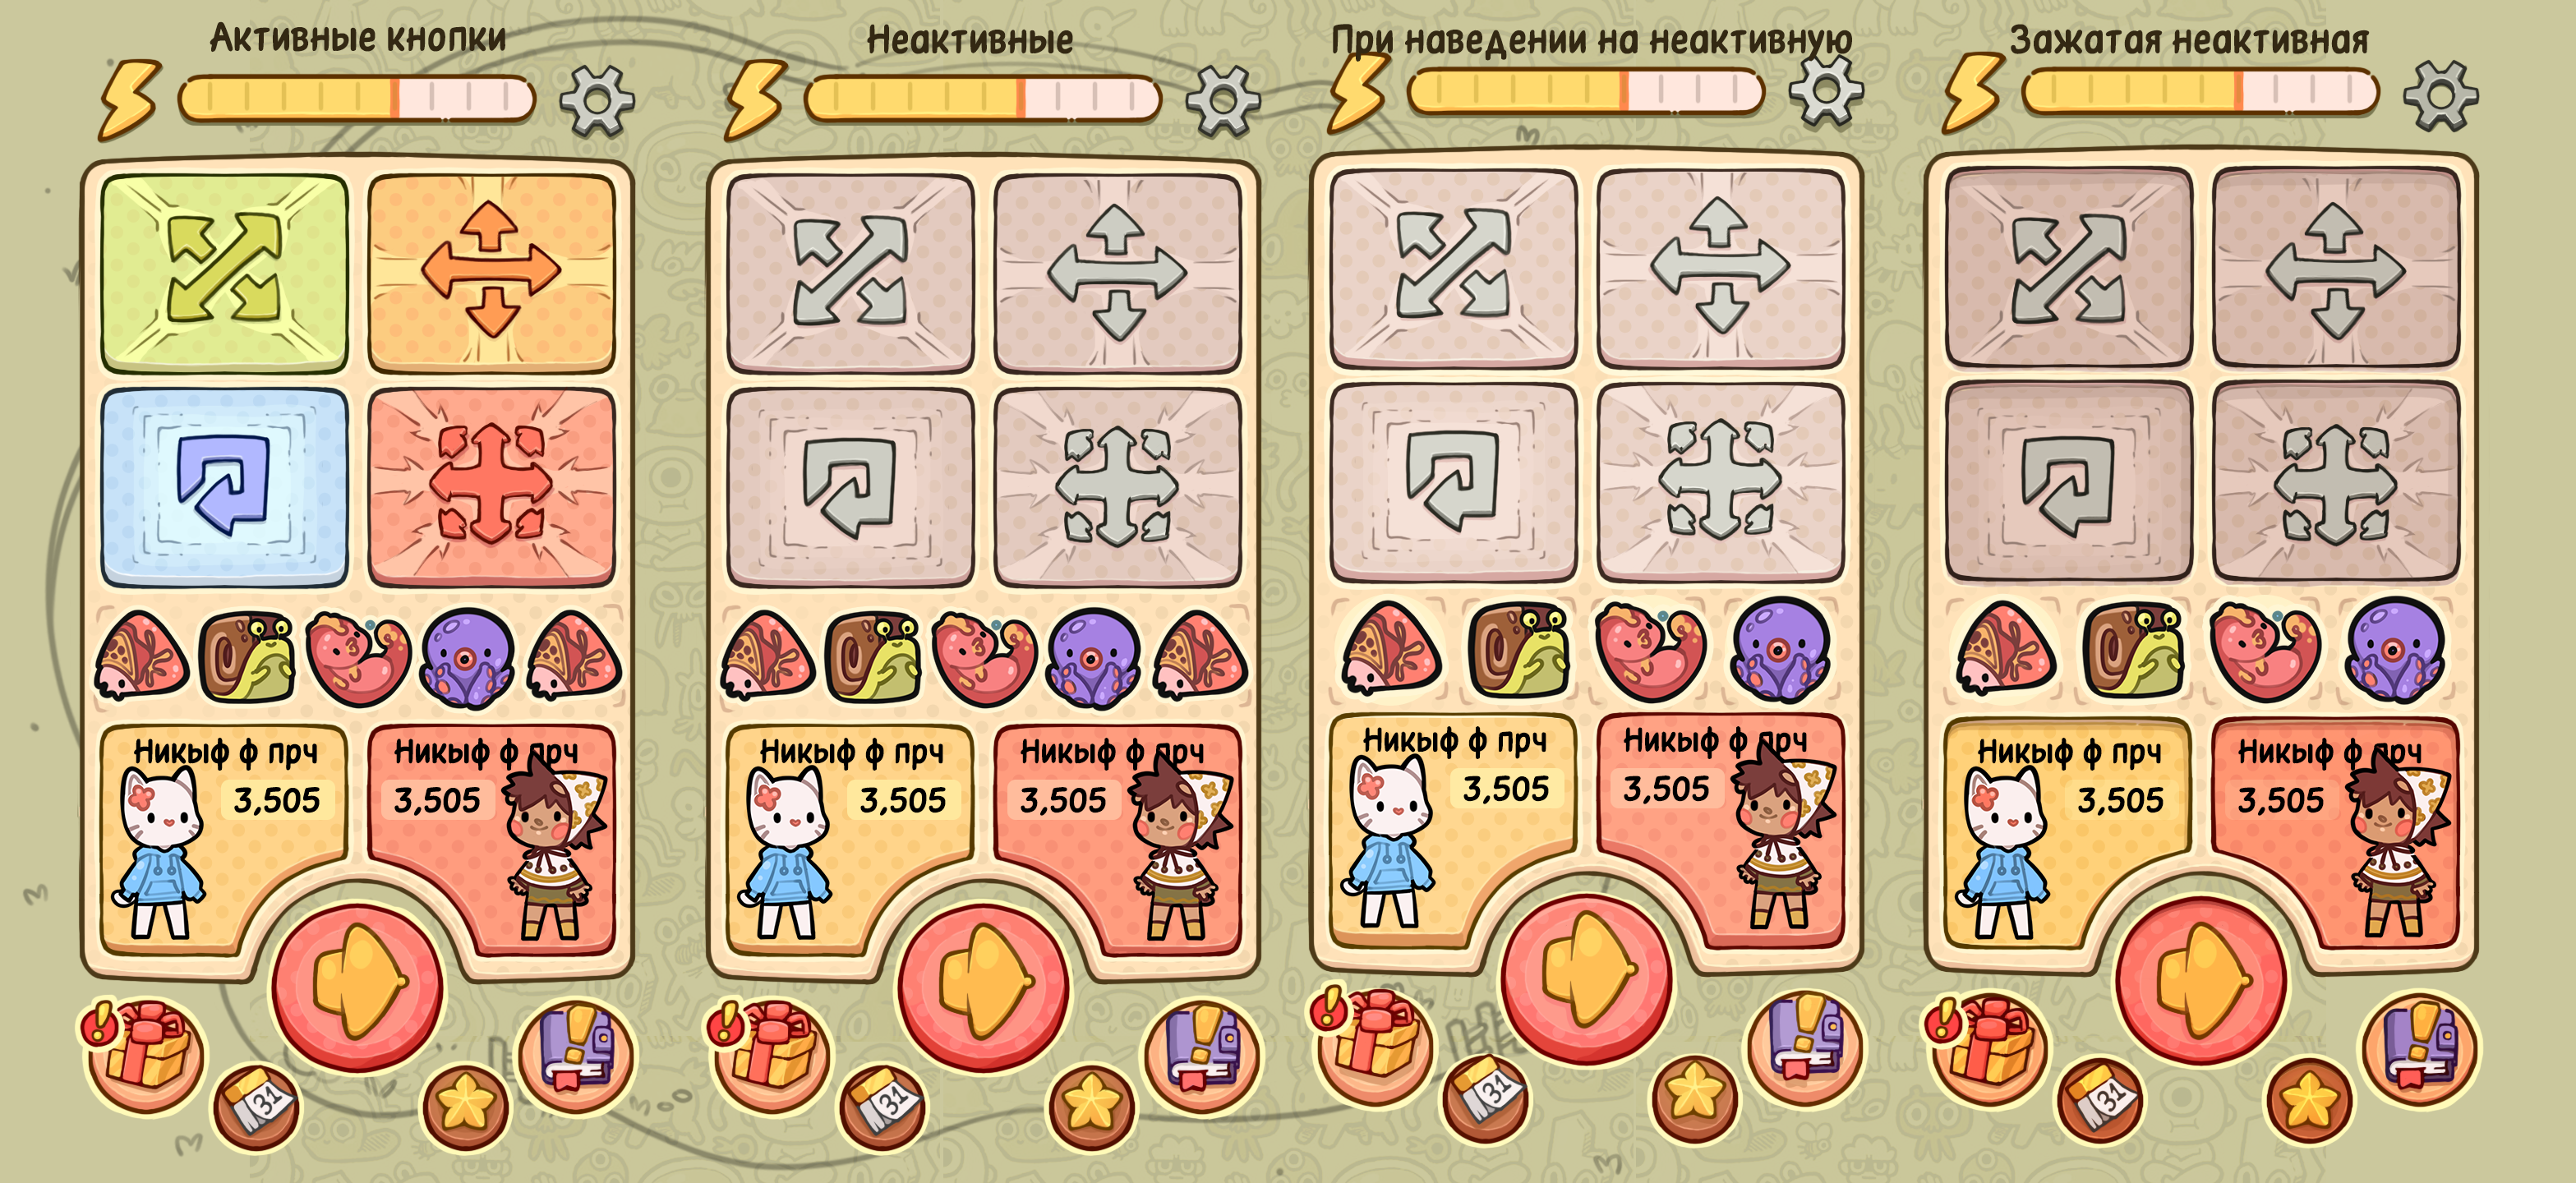 Активные кнопки
Неактивные
При наведении на неактивную
Зажатая неактивная
Никыф ф прч
3,505
Никыф ф прч
3,505
Никыф ф прч
3,505
Никыф ф прч
3,505
Никыф ф прч
3,505
Никыф ф прч
3,505
Никыф ф прч
3,505
Никыф ф прч
3,505
!
31
!
!
31
!
!
31
!
!
31
!